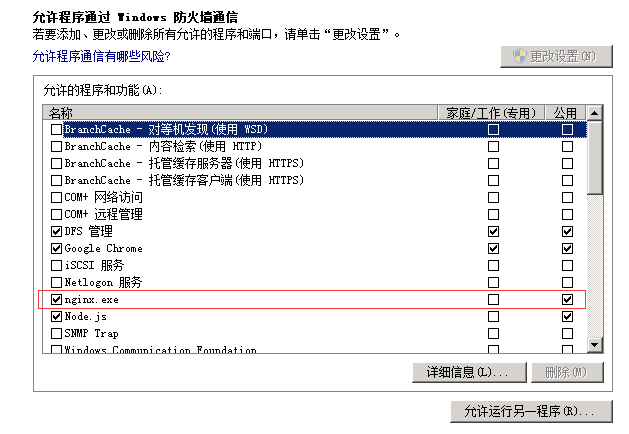 允许程序通过 Windows 防火墙通信
若要添加、更改或删除所有允许的程序和端口，请单击“更改设置”。
允许程序通信有哪些风险?
更改设置(N)
允许的程序和功能(A):
名称 家庭/工作(专用) 公用
BranchCache - 对等机发现(使用 WSD)
BranchCache - 内容检索(使用 HTTP)
BranchCache - 托管缓存服务器(使用 HTTPS)
BranchCache - 托管缓存客户端(使用 HTTPS)
COM+ 网络访问
COM+ 远程管理
DFS 管理
Google Chrome
iSCSI 服务
Netlogon 服务
nginx.exe
Node.js
SNMP Trap
Windows Communication Foundation
详细信息(L)... 删除(M)
允许运行另一程序(R)...